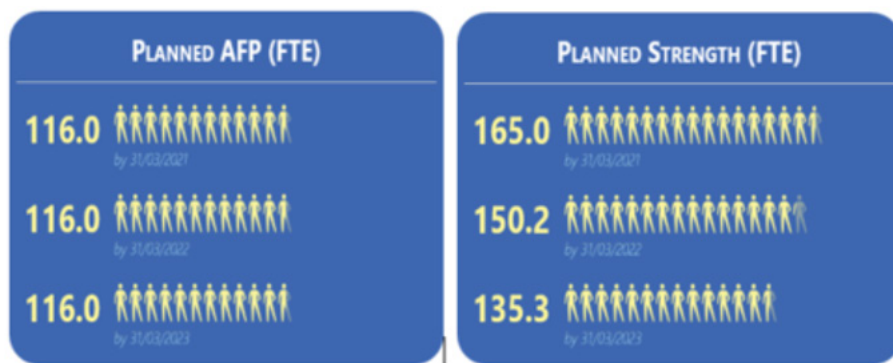 PLANNED AFP (FTE)
116.0
by 31/03/2021
116.0
by 31/03/2022
116.0
by 31/03/2023
PLANNED STRENGTH (FTE)
165.0
by 31/03/2021
150.2
by 31/03/2022
135.3
by 31/03/2023